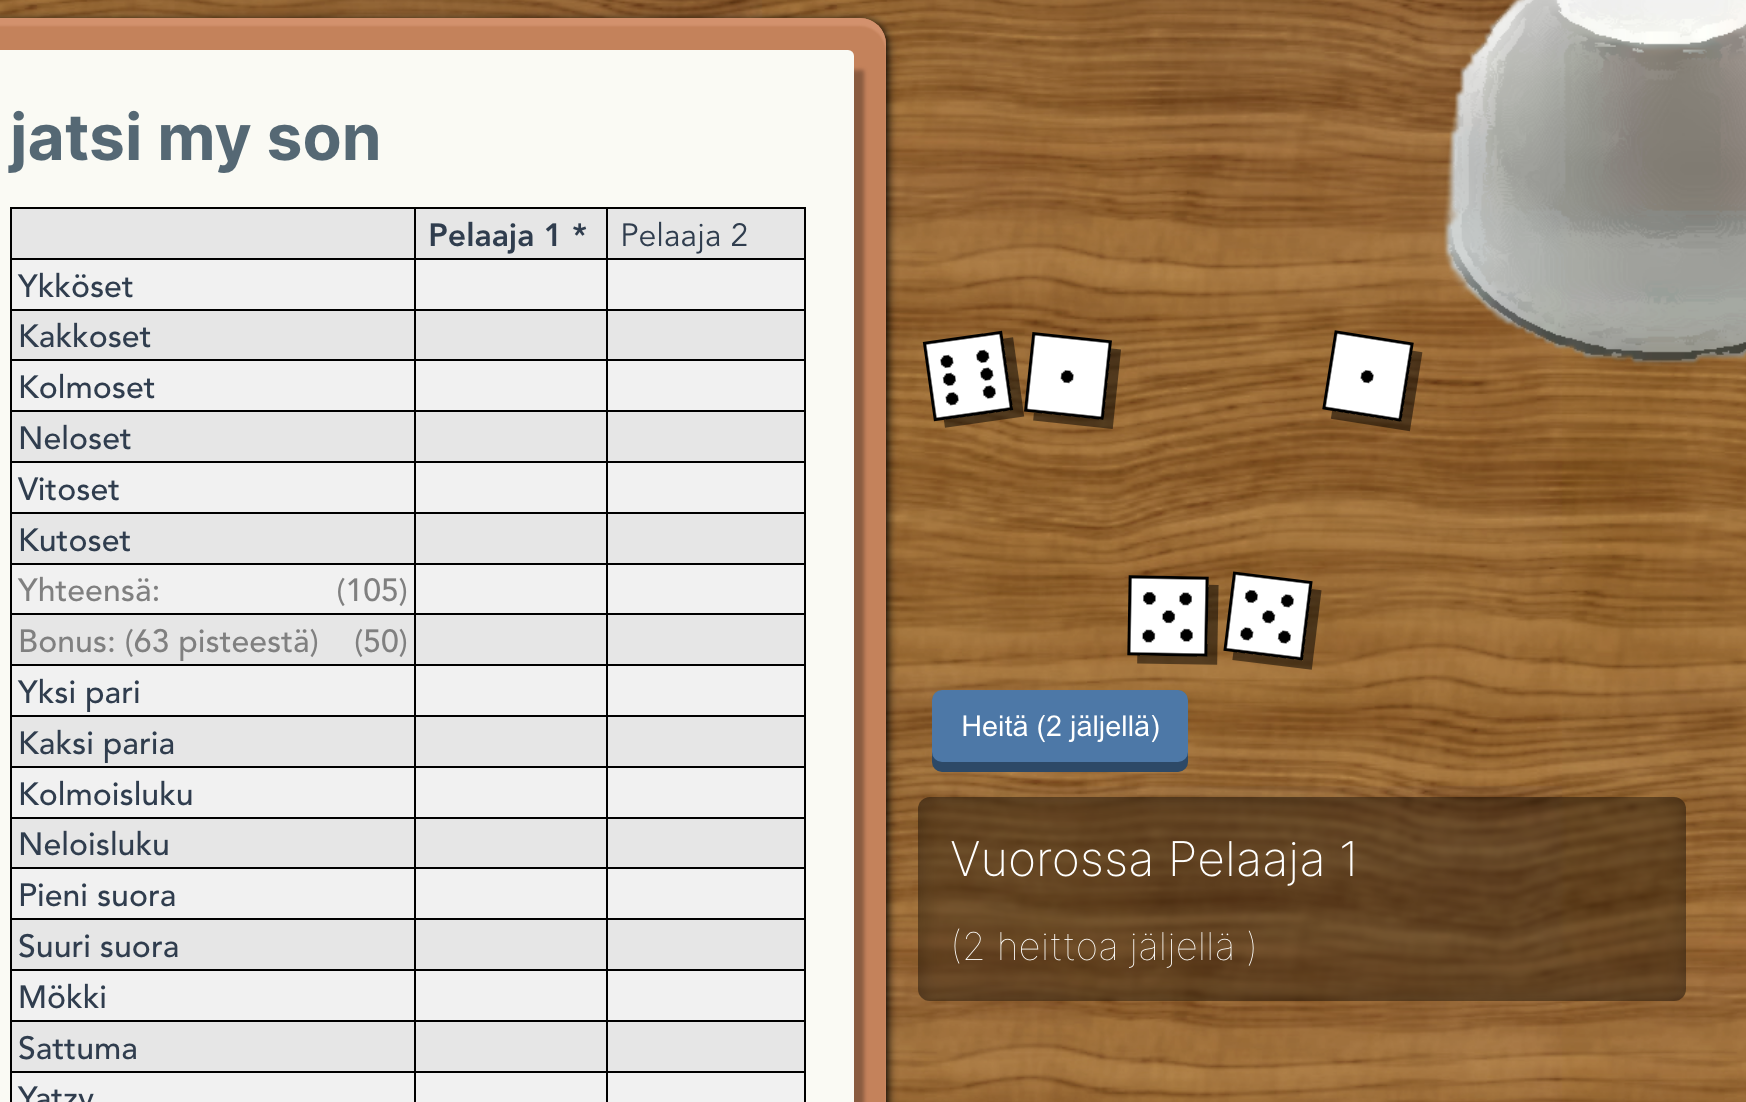 jatsi my son
Pelaaja 1 * Pelaaja 2
Ykköset
Kakkoset
Kolmoset
Neloset
Vitoset
Kutoset
Yhteensä: (105)
Bonus: (63 pisteestä) (50)
Yksi pari
Kaksi paria
Kolmoisluku
Neloisluku
Pieni suora
Suuri suora
Mökki
Sattuma
Yatzy
Heitä (2 jäljellä)
Vuorossa Pelaaja 1
(2 heittoa jäljellä )